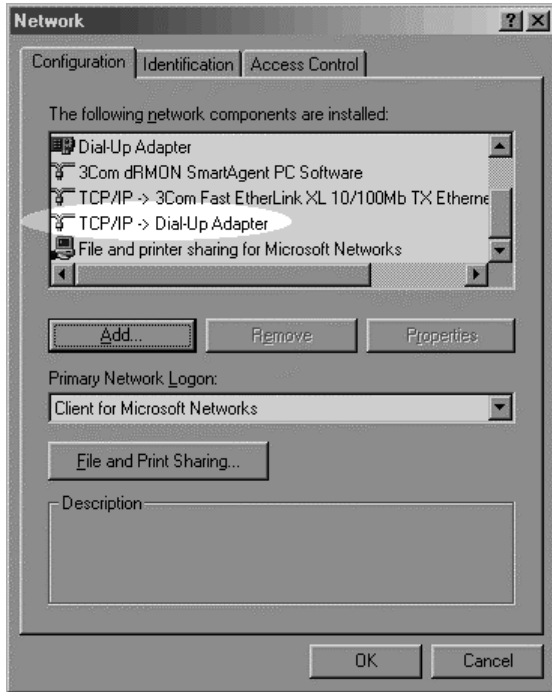 Network
Configuration Identification Access Control
The following network components are installed:
Dial-Up Adapter
3Com dRMON SmartAgent PC Software
TCP/IP -> 3Com Fast EtherLink XL 10/100Mb TX Etherne
TCP/IP -> Dial-Up Adapter
File and printer sharing for Microsoft Networks
Add... Remove Properties
Primary Network Logon:
Client for Microsoft Networks
File and Print Sharing...
Description
OK Cancel